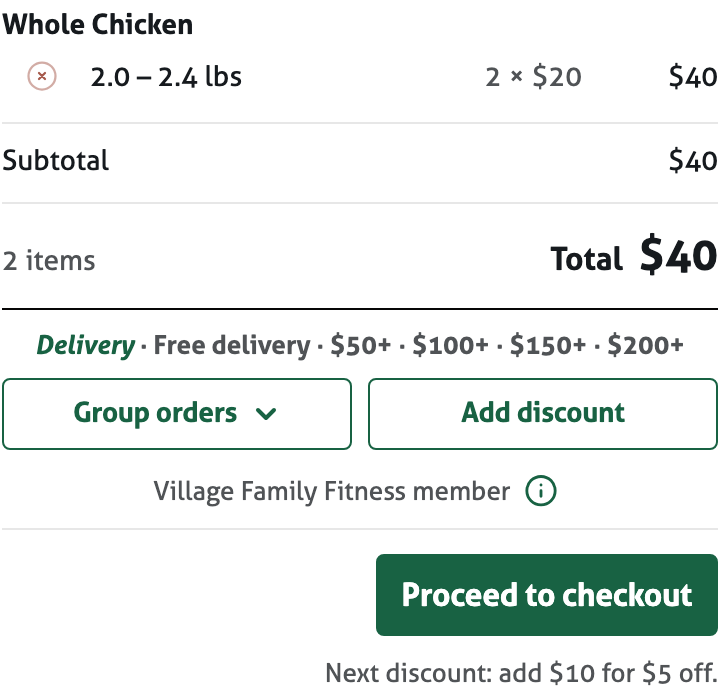 Whole Chicken
2.0 – 2.4 lbs 2 × $20 $40
Subtotal $40
2 items Total $40
Delivery · Free delivery · $50+ · $100+ · $150+ · $200+
Group orders Add discount
Village Family Fitness member
Proceed to checkout
Next discount: add $10 for $5 off.